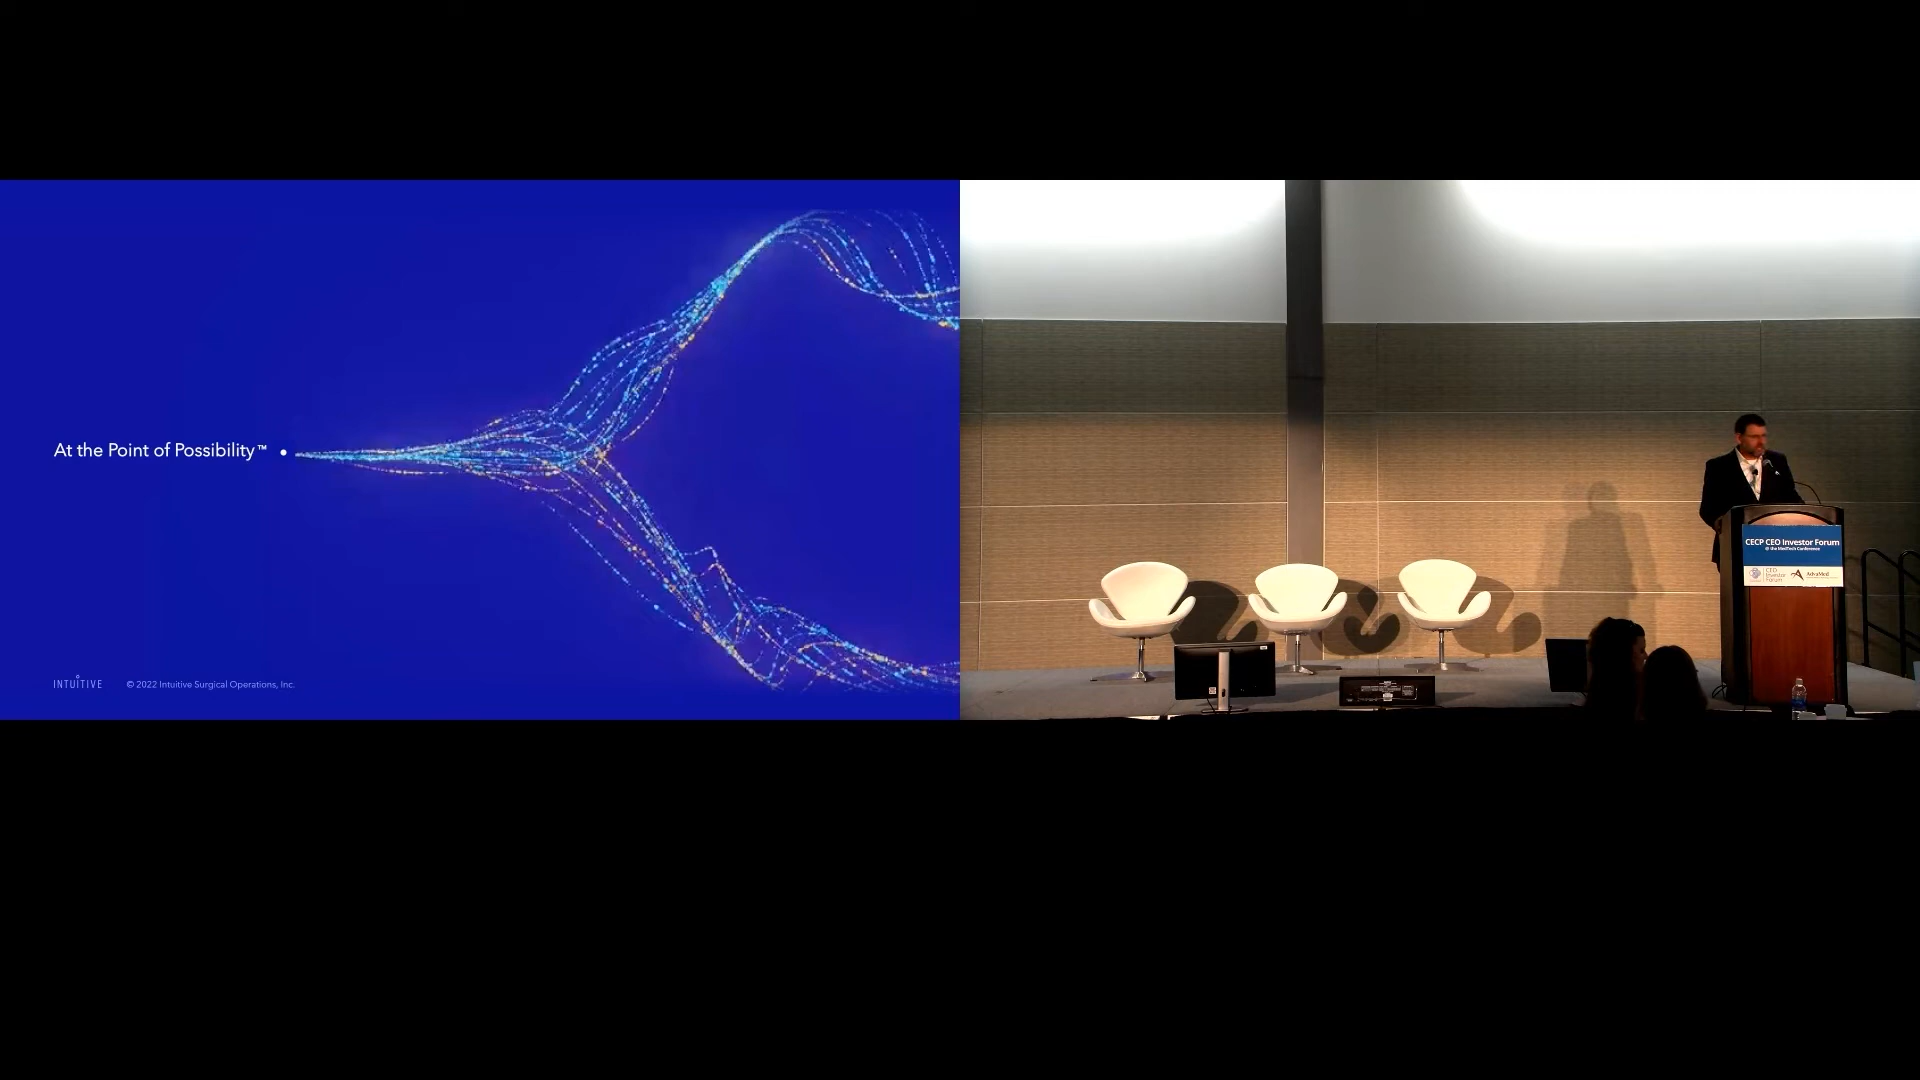 At the Point of Possibility™
INTUITIVE
© 2022 Intuitive Surgical Operations, Inc.
CECP CEO Investor Forum
@ the MedTech Conference
CEO
Investor
Forum
AdvaMed